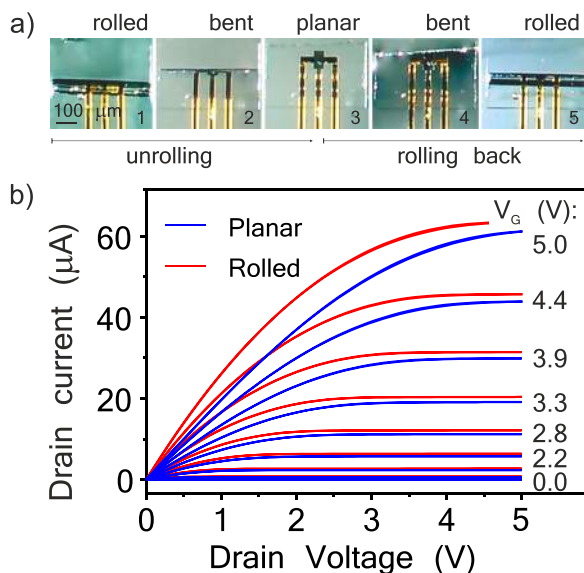 a)
rolled bent planar bent rolled
100 μm 1 2 3 4 5
unrolling rolling back
b)
Drain current (μA)
60
40
20
0
Planar
Rolled
V_G (V):
5.0
4.4
3.9
3.3
2.8
2.2
0.0
0 1 2 3 4 5
Drain Voltage (V)